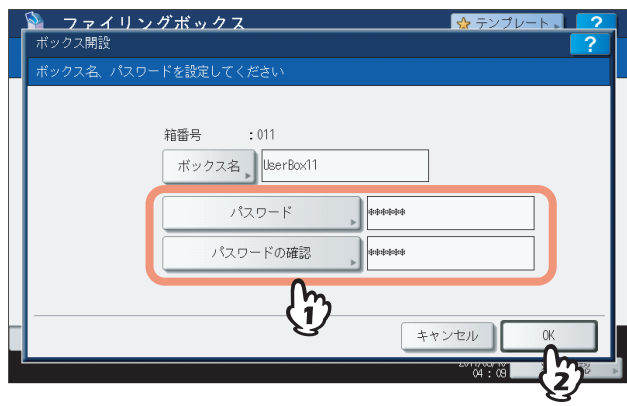 ファイリングボックス
テンプレート
?
ボックス開設
?
ボックス名、パスワードを設定してください
箱番号 :011
ボックス名 UserBox11
パスワード ******
パスワードの確認 ******
1
キャンセル OK
04:09
2